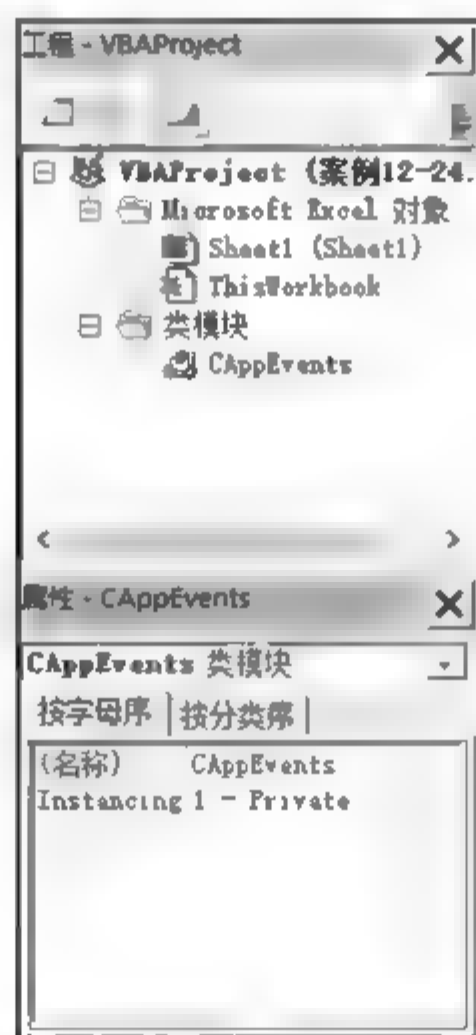 工程 - VBAProject
VBAProject (案例12-24.
Microsoft Excel 对象
Sheet1 (Sheet1)
ThisWorkbook
类模块
CAppEvents
属性 - CAppEvents
CAppEvents 类模块
按字母序 按分类序
(名称) CAppEvents
Instancing 1 - Private